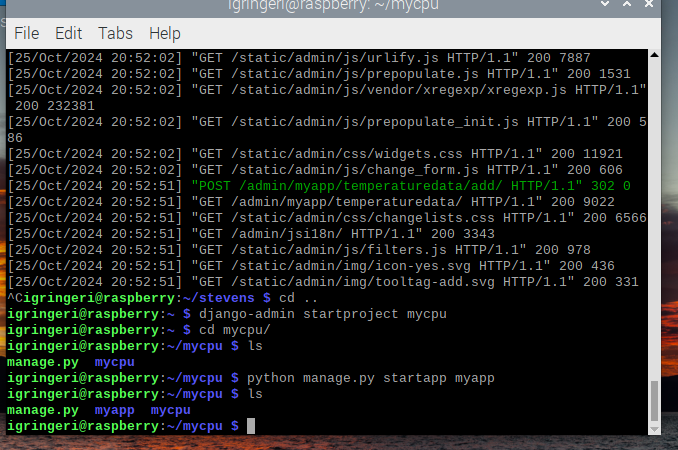 igringeri@raspberry: ~/mycpu
File Edit Tabs Help
[25/Oct/2024 20:52:02] "GET /static/admin/js/urlify.js HTTP/1.1" 200 7887
[25/Oct/2024 20:52:02] "GET /static/admin/js/prepopulate.js HTTP/1.1" 200 1531
[25/Oct/2024 20:52:02] "GET /static/admin/js/vendor/xregexp/xregexp.js HTTP/1.1"
 200 232381
[25/Oct/2024 20:52:02] "GET /static/admin/js/prepopulate_init.js HTTP/1.1" 200 5
86
[25/Oct/2024 20:52:02] "GET /static/admin/css/widgets.css HTTP/1.1" 200 11921
[25/Oct/2024 20:52:02] "GET /static/admin/js/change_form.js HTTP/1.1" 200 606
[25/Oct/2024 20:52:51] "POST /admin/myapp/temperaturedata/add/ HTTP/1.1" 302 0
[25/Oct/2024 20:52:51] "GET /admin/myapp/temperaturedata/ HTTP/1.1" 200 9022
[25/Oct/2024 20:52:51] "GET /static/admin/css/changelists.css HTTP/1.1" 200 6566
[25/Oct/2024 20:52:51] "GET /admin/jsi18n/ HTTP/1.1" 200 3343
[25/Oct/2024 20:52:51] "GET /static/admin/js/filters.js HTTP/1.1" 200 978
[25/Oct/2024 20:52:51] "GET /static/admin/img/icon-yes.svg HTTP/1.1" 200 436
[25/Oct/2024 20:52:51] "GET /static/admin/img/tooltag-add.svg HTTP/1.1" 200 331
^Cigringeri@raspberry:~/stevens $ cd ..
igringeri@raspberry:~ $ django-admin startproject mycpu
igringeri@raspberry:~ $ cd mycpu/
igringeri@raspberry:~/mycpu $ ls
manage.py  mycpu
igringeri@raspberry:~/mycpu $ python manage.py startapp myapp
igringeri@raspberry:~/mycpu $ ls
manage.py  myapp  mycpu
igringeri@raspberry:~/mycpu $